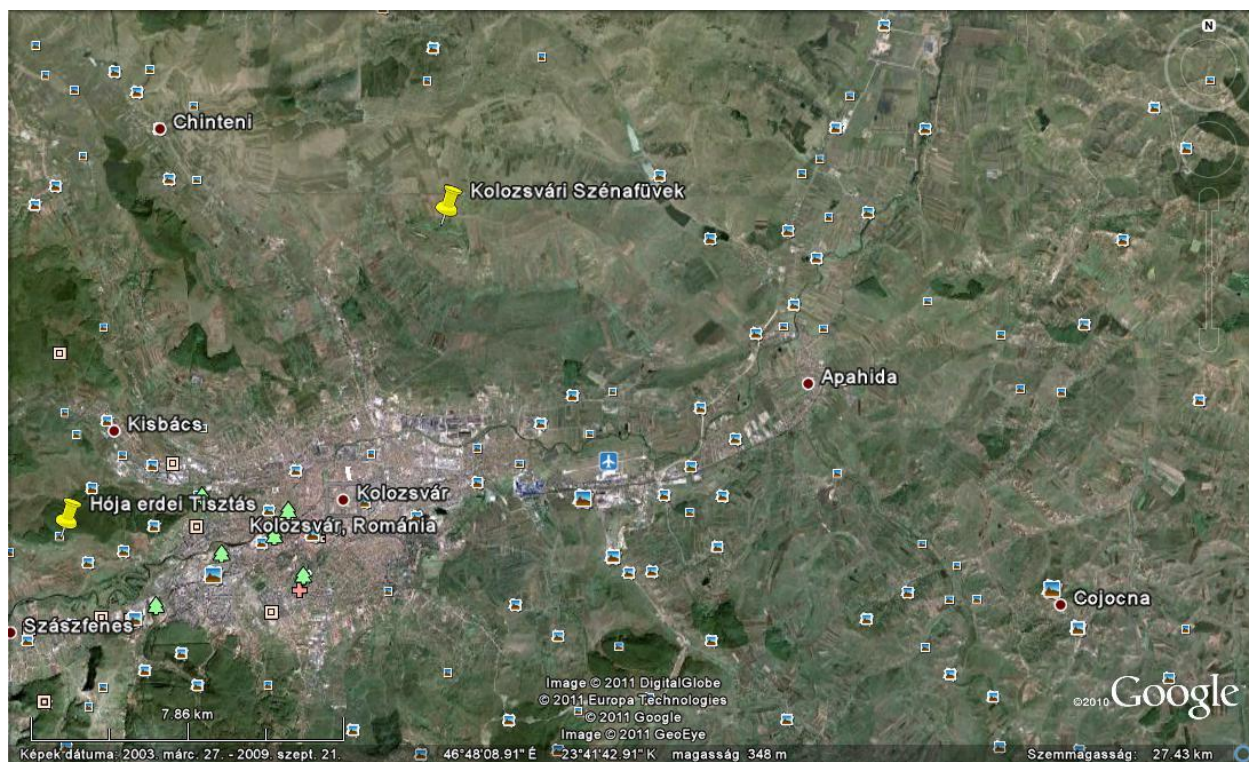 N
Chinteni
Kolozsvári Szénafüvek
Apahida
Kisbács
Kolozsvár
Hója erdei Tisztás
Kolozsvár, Románia
Cojocna
Szászfenes
Image © 2011 DigitalGlobe
© 2011 Europa Technologies
© 2011 Google
Image © 2011 GeoEye
©2010 Google
7.86 km
Képek dátuma: 2003. márc. 27. - 2009. szept. 21.
46°48'08.91" É 23°41'42.91" K magasság 348 m
Szemmagasság: 27.43 km